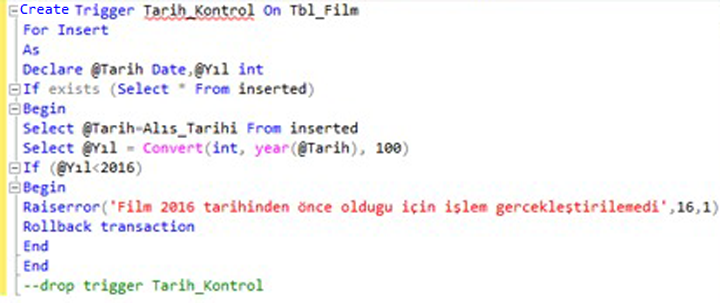 Create Trigger Tarih_Kontrol On Tbl_Film
For Insert
As
Declare @Tarih Date,@Yıl int
If exists (Select * From inserted)
Begin
Select @Tarih=Alıs_Tarihi From inserted
Select @Yıl = Convert(int, year(@Tarih), 100)
If (@Yıl<2016)
Begin
Raiserror('Film 2016 tarihinden önce oldugu için işlem gercekleştirilemedi',16,1)
Rollback transaction
End
End
--drop trigger Tarih_Kontrol